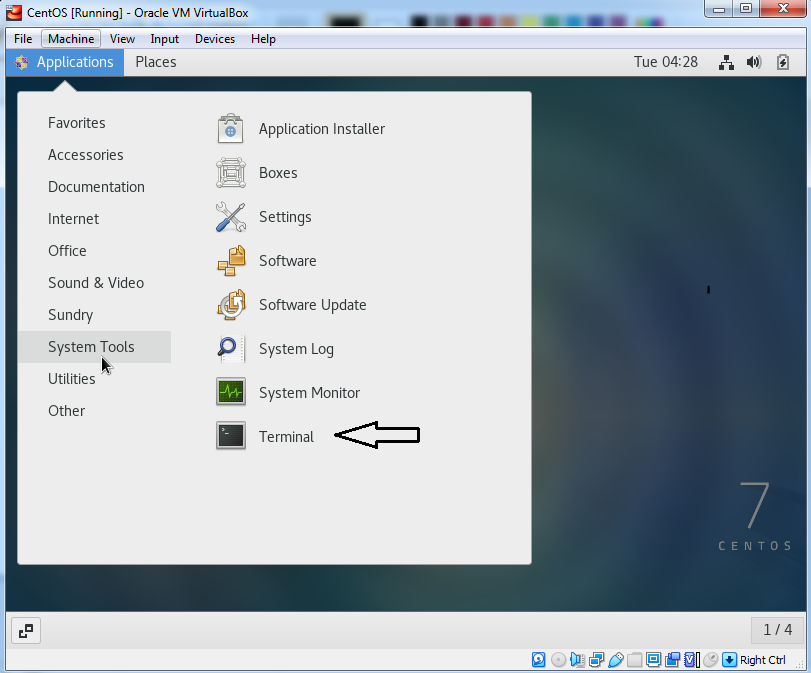 CentOS [Running] - Oracle VM VirtualBox
File Machine View Input Devices Help
Applications Places Tue 04:28
Favorites
Accessories
Documentation
Internet
Office
Sound & Video
Sundry
System Tools
Utilities
Other
Application Installer
Boxes
Settings
Software
Software Update
System Log
System Monitor
Terminal
7
CENTOS
1 / 4
Right Ctrl